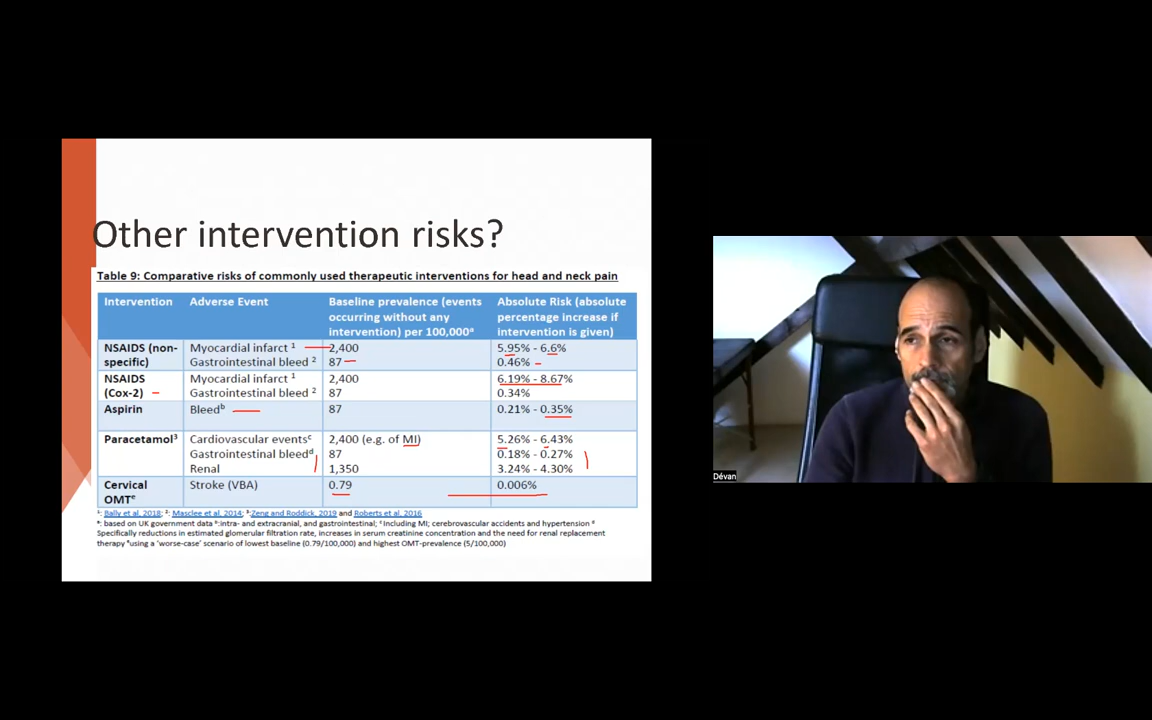 Other intervention risks?
Table 9: Comparative risks of commonly used therapeutic interventions for head and neck pain
Intervention Adverse Event Baseline prevalence (events occurring without any intervention) per 100,000ᵃ Absolute Risk (absolute percentage increase if intervention is given)
NSAIDS (non-specific) Myocardial infarct ¹ 2,400 5.95% - 6.6%
Gastrointestinal bleed ² 87 0.46%
NSAIDS (Cox-2) Myocardial infarct ¹ 2,400 6.19% - 8.67%
Gastrointestinal bleed ² 87 0.34%
Aspirin Bleedᵇ 87 0.21% - 0.35%
Paracetamol³ Cardiovascular eventsᶜ 2,400 (e.g. of MI) 5.26% - 6.43%
Gastrointestinal bleedᵈ 87 0.18% - 0.27%
Renal 1,350 3.24% - 4.30%
Cervical OMTᵉ Stroke (VBA) 0.79 0.006%
¹: Bally et al, 2018; ²: Masclee et al, 2014; ³:Zeng and Roddick, 2019 and Roberts et al, 2016
ᵃ: based on UK government data ᵇ:intra- and extracranial, and gastrointestinal; ᶜ Including MI; cerebrovascular accidents and hypertension ᵈ
Specifically reductions in estimated glomerular filtration rate, increases in serum creatinine concentration and the need for renal replacement
therapy ᵉusing a 'worse-case' scenario of lowest baseline (0.79/100,000) and highest OMT-prevalence (5/100,000)
Dévan